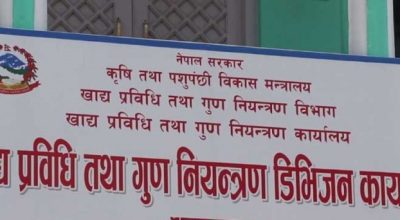 नेपाल सरकार
कृषि तथा पशुपंछी विकास मन्त्रालय
खाद्य प्रविधि तथा गुण नियन्त्रण विभाग
खाद्य प्रविधि तथा गुण नियन्त्रण कार्यालय
प्रविधि तथा गुण नियन्त्रण डिभिजन